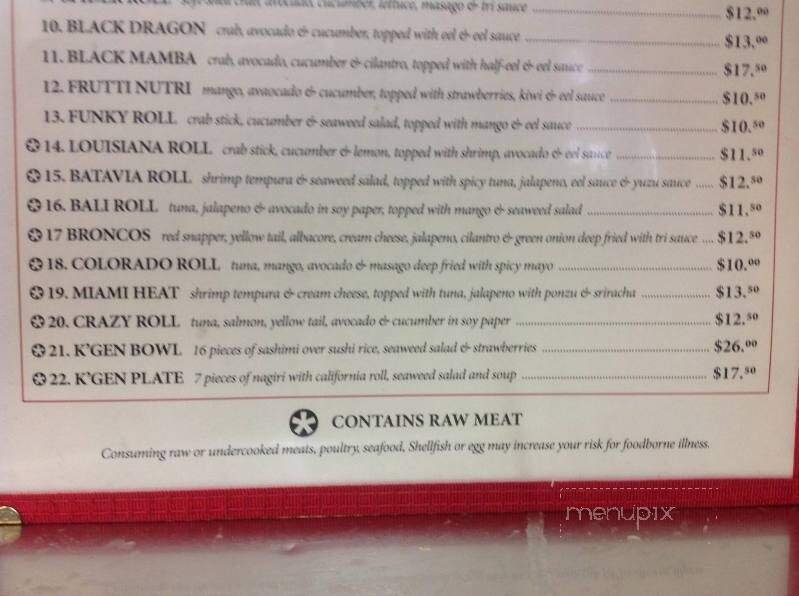 soft-shell crab, avocado, cucumber, lettuce, masago & tri sauce $12.00
10. BLACK DRAGON crab, avocado & cucumber, topped with eel & eel sauce $13.00
11. BLACK MAMBA crab, avocado, cucumber & cilantro, topped with half-eel & eel sauce $17.50
12. FRUTTI NUTRI mango, avaocado & cucumber, topped with strawberries, kiwi & eel sauce $10.50
13. FUNKY ROLL crab stick, cucumber & seaweed salad, topped with mango & eel sauce $10.50
14. LOUISIANA ROLL crab stick, cucumber & lemon, topped with shrimp, avocado & eel sauce $11.50
15. BATAVIA ROLL shrimp tempura & seaweed salad, topped with spicy tuna, jalapeno, eel sauce & yuzu sauce $12.50
16. BALI ROLL tuna, jalapeno & avocado in soy paper, topped with mango & seaweed salad $11.50
17 BRONCOS red snapper, yellow tail, albacore, cream cheese, jalapeno, cilantro & green onion deep fried with tri sauce $12.50
18. COLORADO ROLL tuna, mango, avocado & masago deep fried with spicy mayo $10.00
19. MIAMI HEAT shrimp tempura & cream cheese, topped with tuna, jalapeno with ponzu & sriracha $13.50
20. CRAZY ROLL tuna, salmon, yellow tail, avocado & cucumber in soy paper $12.50
21. K'GEN BOWL 16 pieces of sashimi over sushi rice, seaweed salad & strawberries $26.00
22. K'GEN PLATE 7 pieces of nagiri with california roll, seaweed salad and soup $17.50
CONTAINS RAW MEAT
Consuming raw or undercooked meats, poultry, seafood, Shellfish or egg may increase your risk for foodborne illness.
menupix